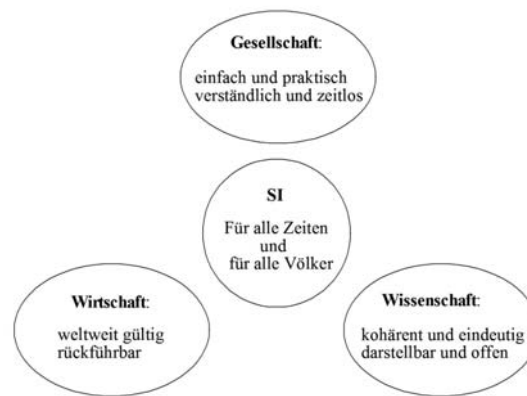 Gesellschaft:
einfach und praktisch
verständlich und zeitlos
SI
Für alle Zeiten
und
für alle Völker
Wirtschaft:
weltweit gültig
rückführbar
Wissenschaft:
kohärent und eindeutig
darstellbar und offen